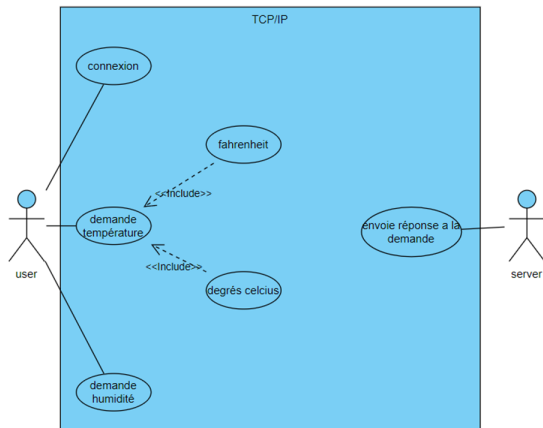 TCP/IP
connexion
fahrenheit
<<Include>>
demande
température
envoie réponse a la
demande
<<Include>>
user
server
degrés celcius
demande
humidité